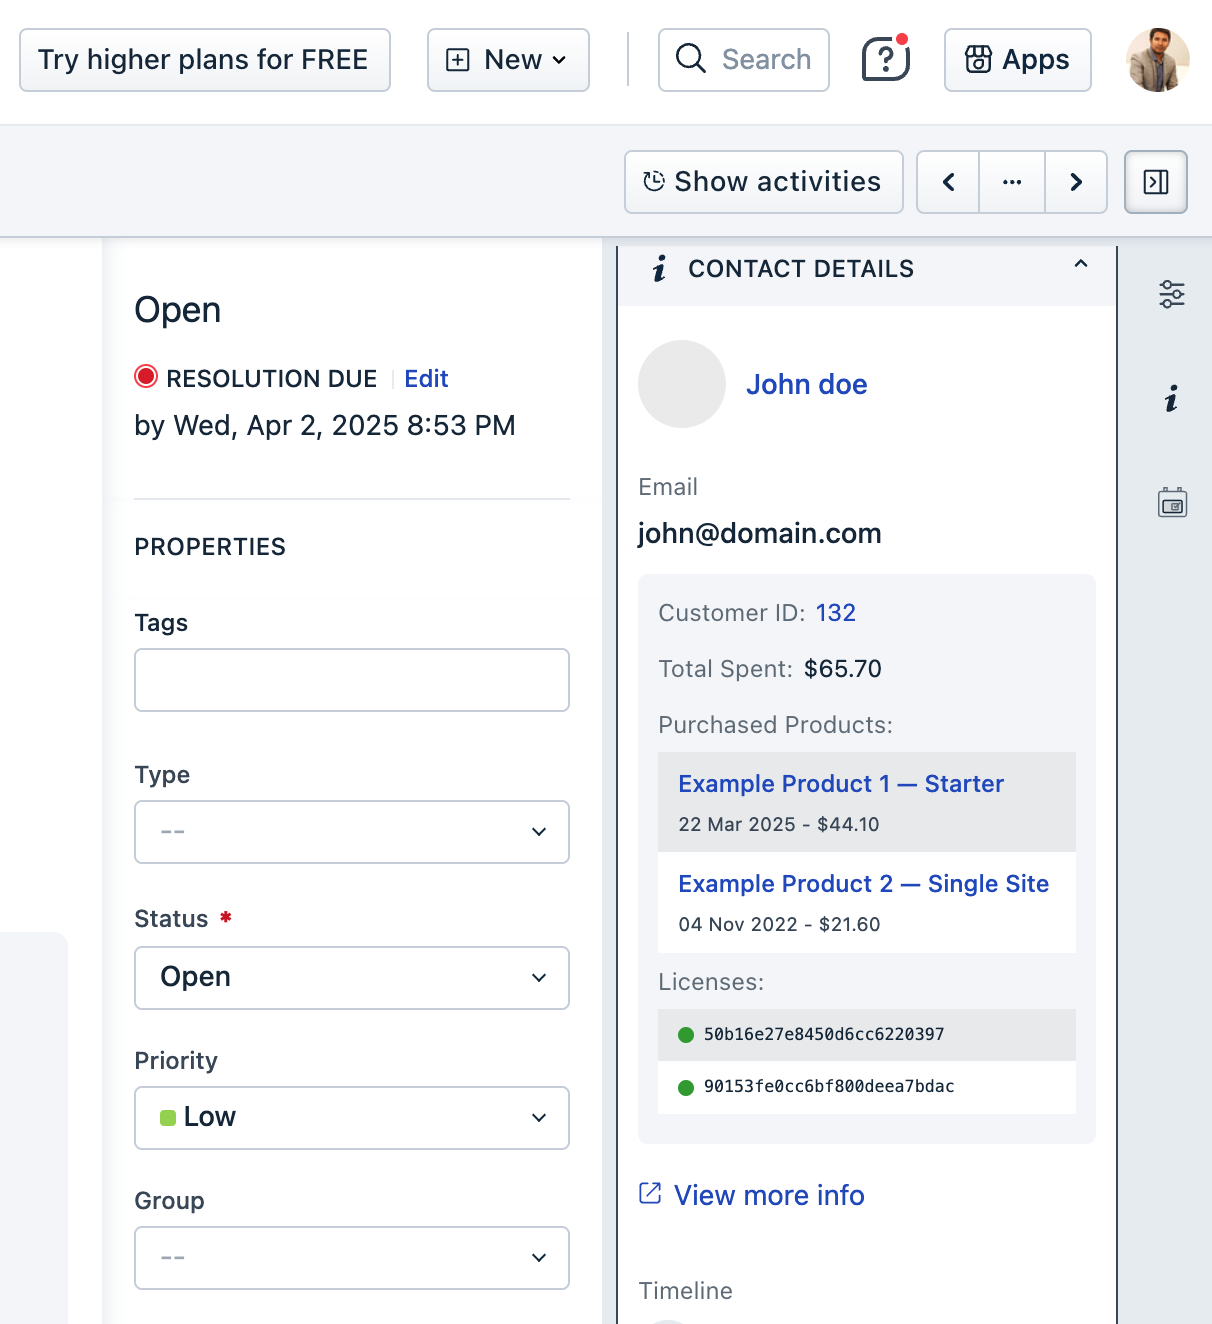 Try higher plans for FREE
New
Search
Apps
Show activities
Open
RESOLUTION DUE
Edit
by Wed, Apr 2, 2025 8:53 PM
PROPERTIES
Tags
Type
--
Status *
Open
Priority
Low
Group
--
CONTACT DETAILS
John doe
Email
john@domain.com
Customer ID: 132
Total Spent: $65.70
Purchased Products:
Example Product 1 — Starter
22 Mar 2025 - $44.10
Example Product 2 — Single Site
04 Nov 2022 - $21.60
Licenses:
50b16e27e8450d6cc6220397
90153fe0cc6bf800deea7bdac
View more info
Timeline